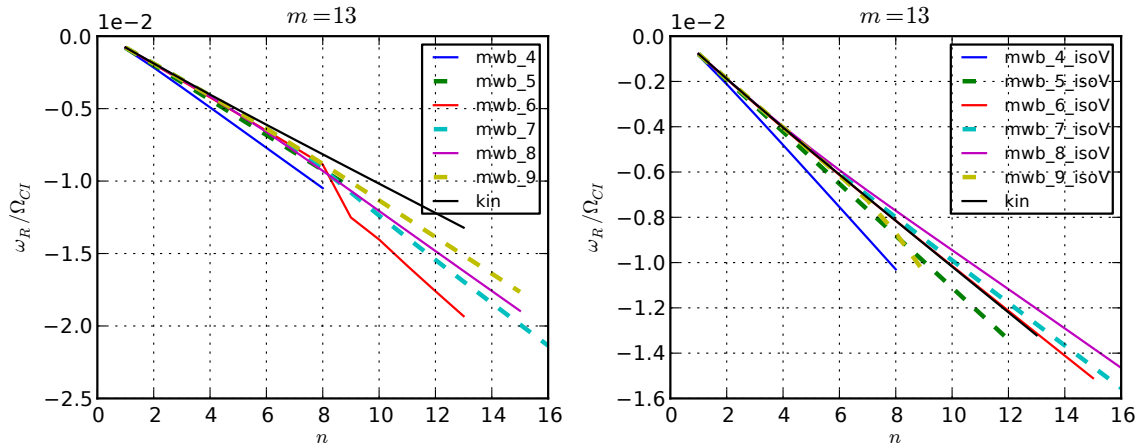 1e−2
m=13
0.0
−0.5
−1.0
−1.5
−2.0
−2.5
ω_R/Ω_CI
0 2 4 6 8 10 12 14 16
n
mwb_4
mwb_5
mwb_6
mwb_7
mwb_8
mwb_9
kin
1e−2
m=13
0.0
−0.2
−0.4
−0.6
−0.8
−1.0
−1.2
−1.4
−1.6
ω_R/Ω_CI
0 2 4 6 8 10 12 14 16
n
mwb_4_isoV
mwb_5_isoV
mwb_6_isoV
mwb_7_isoV
mwb_8_isoV
mwb_9_isoV
kin